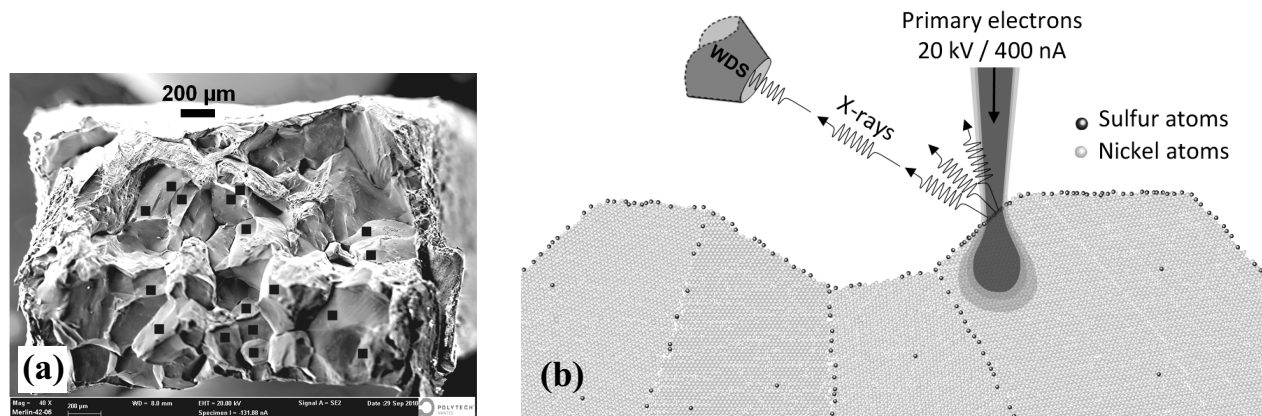 200 µm
(a)
Mag = 40 X
200 µm
WD = 8.0 mm
EHT = 20.00 kV
Signal A = SE2
Date :29 Sep 2010
Merlin-42-06
Specimen I = -131.88 nA
POLYTECH
NANTES
Primary electrons
20 kV / 400 nA
WDS
X-rays
Sulfur atoms
Nickel atoms
(b)